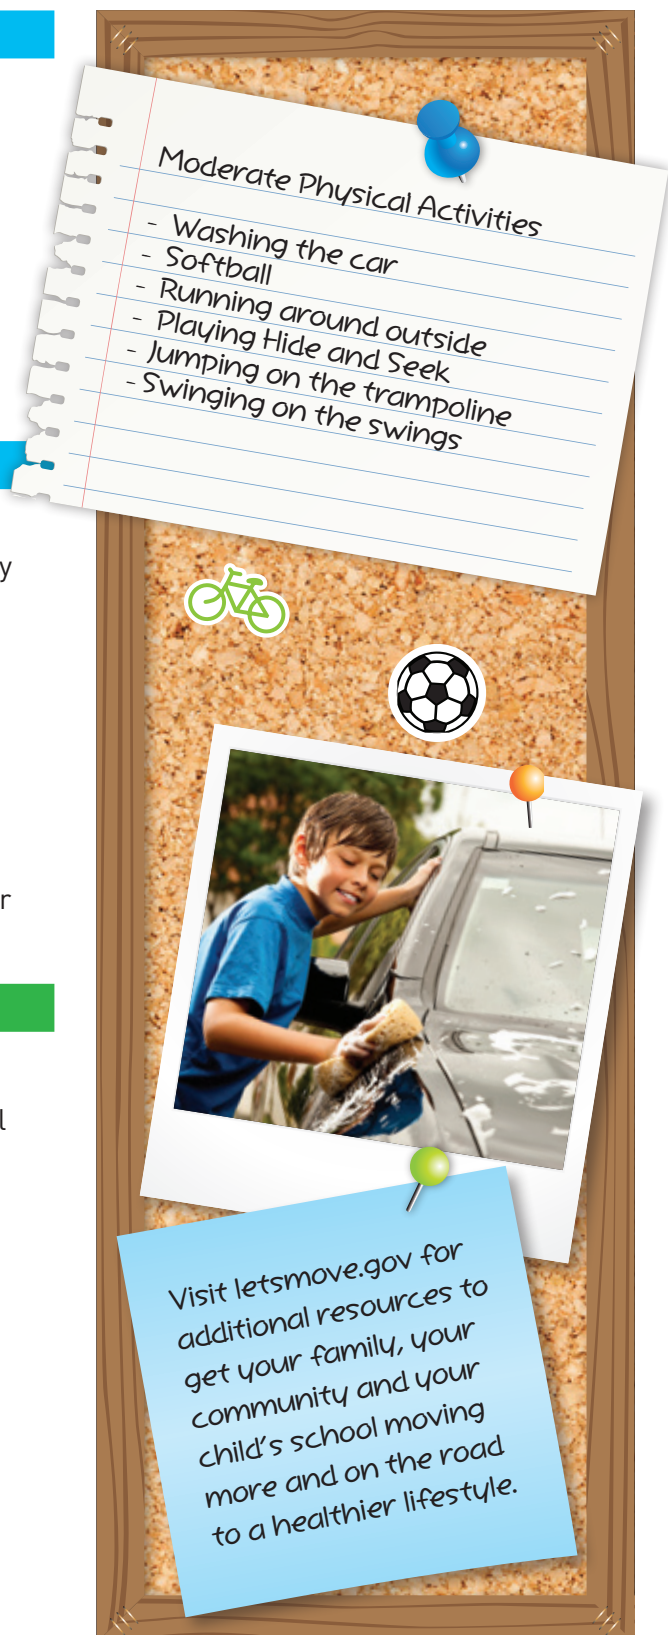 Moderate Physical Activities
- Washing the car
- Softball
- Running around outside
- Playing Hide and Seek
- Jumping on the trampoline
- Swinging on the swings
y
r
l
Visit letsmove.gov for
additional resources to
get your family, your
community and your
child's school moving
more and on the road
to a healthier lifestyle.